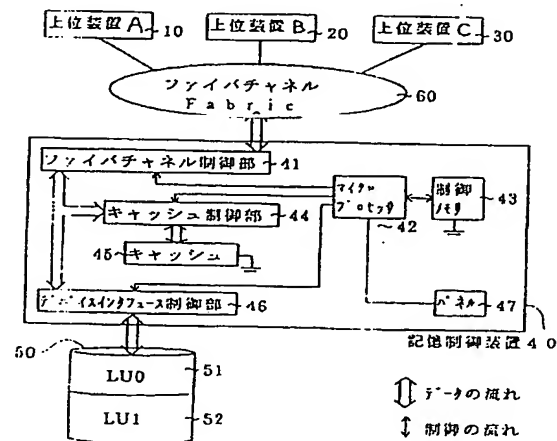 上位装置A 10
上位装置B 20
上位装置C 30
ファイバチャネル
Fabric
60
ファイバチャネル制御部 41
マイクロ
プロセッサ
42
制御
メモリ
43
キャッシュ制御部 44
45 キャッシュ
デバイスインタフェース制御部 46
パネル 47
記憶制御装置 40
50
LU0 51
LU1 52
データの流れ
制御の流れ